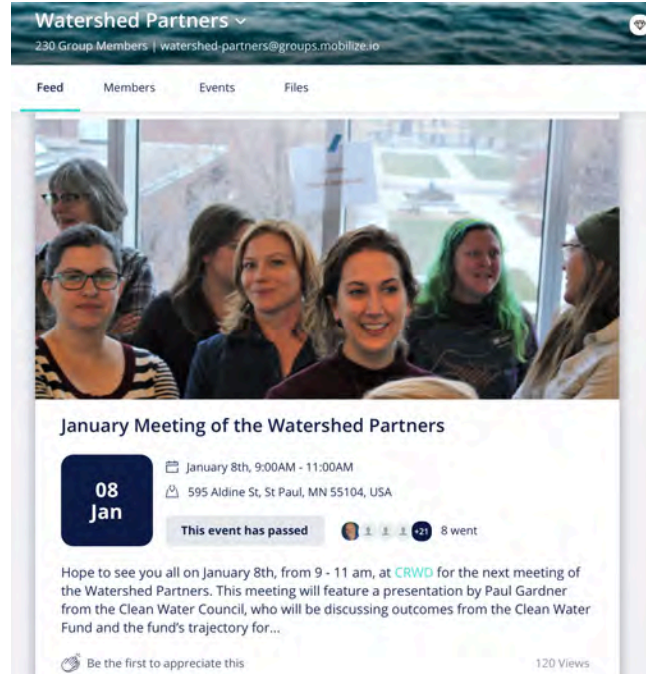 Watershed Partners
230 Group Members | watershed-partners@groups.mobilize.io
Feed Members Events Files
January Meeting of the Watershed Partners
08
Jan
January 8th, 9:00AM - 11:00AM
595 Aldine St, St Paul, MN 55104, USA
This event has passed +21 8 went
Hope to see you all on January 8th, from 9 - 11 am, at CRWD for the next meeting of
the Watershed Partners. This meeting will feature a presentation by Paul Gardner
from the Clean Water Council, who will be discussing outcomes from the Clean Water
Fund and the fund's trajectory for...
Be the first to appreciate this 120 Views